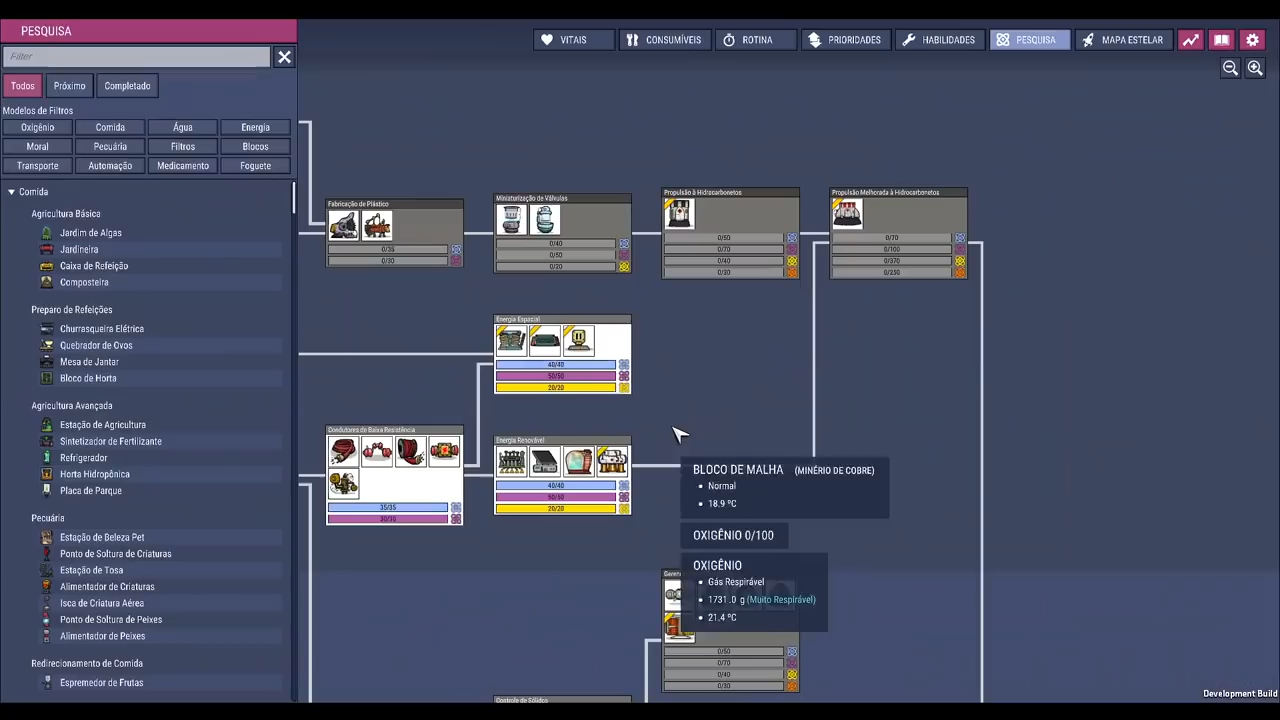 PESQUISA
VITAIS
CONSUMÍVEIS
ROTINA
PRIORIDADES
HABILIDADES
PESQUISA
MAPA ESTELAR
Filter
Todos
Próximo
Completado
Modelos de Filtros
Oxigênio
Comida
Água
Energia
Moral
Pecuária
Filtros
Blocos
Transporte
Automação
Medicamento
Foguete
Comida
Agricultura Básica
Jardim de Algas
Jardineira
Caixa de Refeição
Composteira
Preparo de Refeições
Churrasqueira Elétrica
Quebrador de Ovos
Mesa de Jantar
Bloco de Horta
Agricultura Avançada
Estação de Agricultura
Sintetizador de Fertilizante
Refrigerador
Horta Hidropônica
Placa de Parque
Pecuária
Estação de Beleza Pet
Ponto de Soltura de Criaturas
Estação de Tosa
Alimentador de Criaturas
Isca de Criatura Aérea
Ponto de Soltura de Peixes
Alimentador de Peixes
Redirecionamento de Comida
Espremedor de Frutas
Fabricação de Plástico
0/35
0/30
Miniaturização de Válvulas
0/40
0/50
0/20
Propulsão à Hidrocarbonetos
0/50
0/70
0/40
0/30
Propulsão Melhorada à Hidrocarbonetos
0/70
0/100
0/370
0/250
Energia Espacial
40/40
50/50
20/20
Condutores de Baixa Resistência
35/35
30/30
Energia Renovável
40/40
50/50
20/20
BLOCO DE MALHA (MINÉRIO DE COBRE)
• Normal
• 18.9 ºC
OXIGÊNIO 0/100
OXIGÊNIO
• Gás Respirável
• 1731.0 g (Muito Respirável)
• 21.4 ºC
0/50
0/70
0/40
0/30
Controle de Sólidos
Development Build